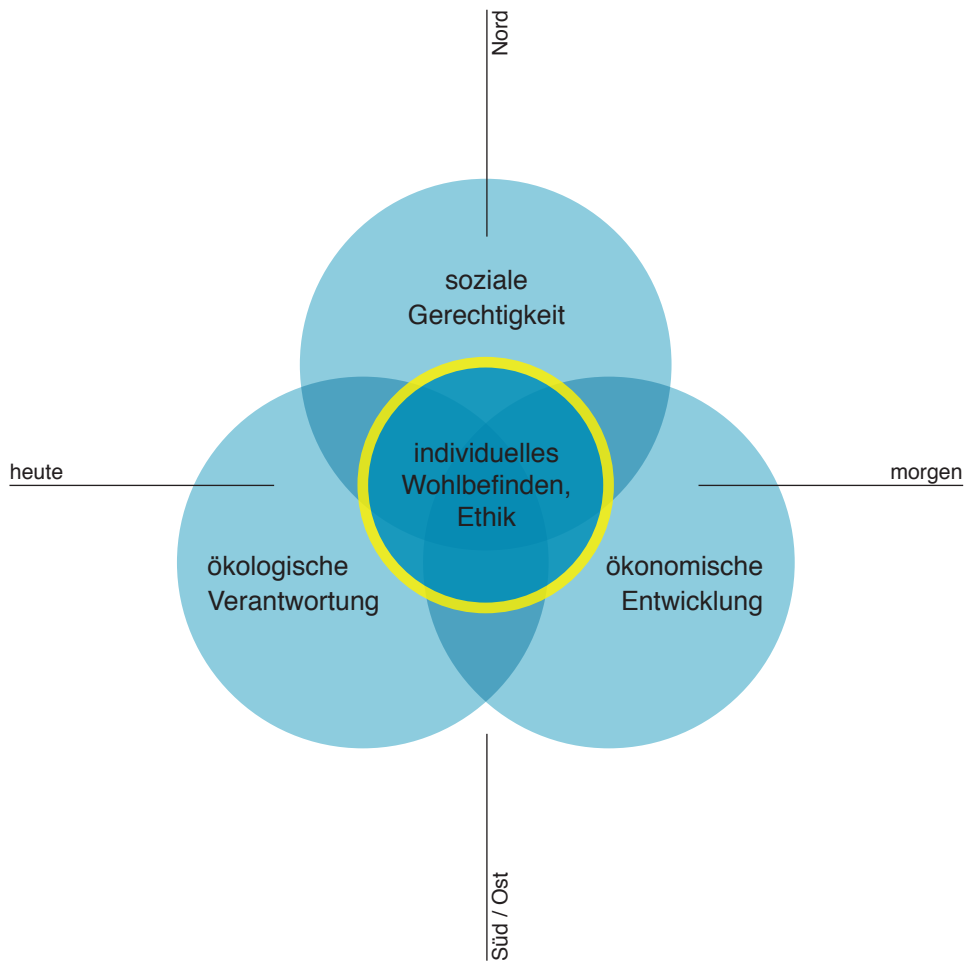 Nord
soziale
Gerechtigkeit
individuelles
Wohlbefinden,
Ethik
heute
morgen
ökologische
Verantwortung
ökonomische
Entwicklung
Süd / Ost